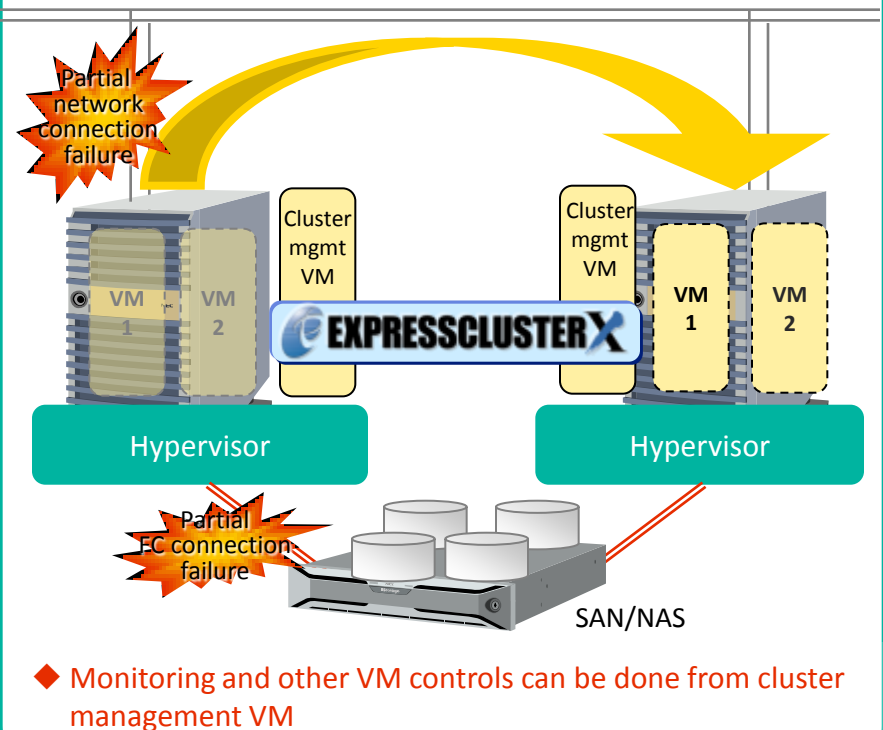 Partial
network
connection
failure
Cluster
mgmt
VM
Cluster
mgmt
VM
VM
1
VM
2
VM
1
VM
2
EXPRESSCLUSTER X
Hypervisor
Hypervisor
Partial
FC connection
failure
SAN/NAS
Monitoring and other VM controls can be done from cluster
management VM